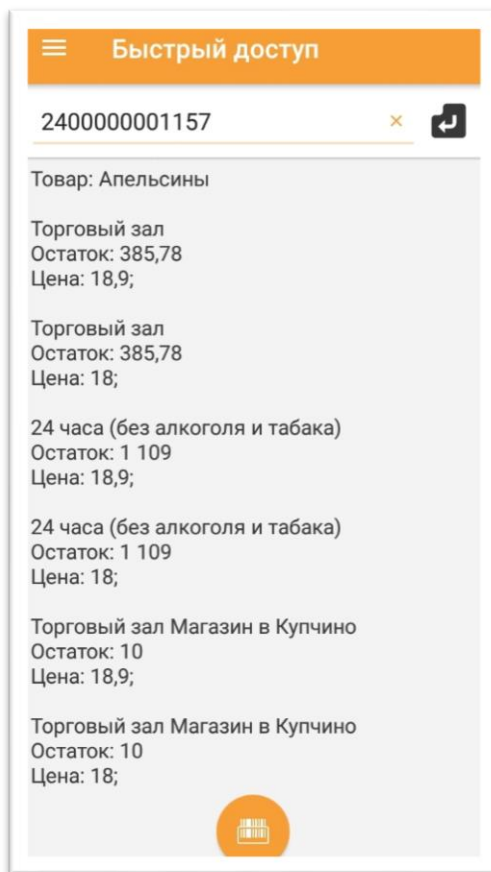 Быстрый доступ
2400000001157
Товар: Апельсины
Торговый зал
Остаток: 385,78
Цена: 18,9;
Торговый зал
Остаток: 385,78
Цена: 18;
24 часа (без алкоголя и табака)
Остаток: 1 109
Цена: 18,9;
24 часа (без алкоголя и табака)
Остаток: 1 109
Цена: 18;
Торговый зал Магазин в Купчино
Остаток: 10
Цена: 18,9;
Торговый зал Магазин в Купчино
Остаток: 10
Цена: 18;